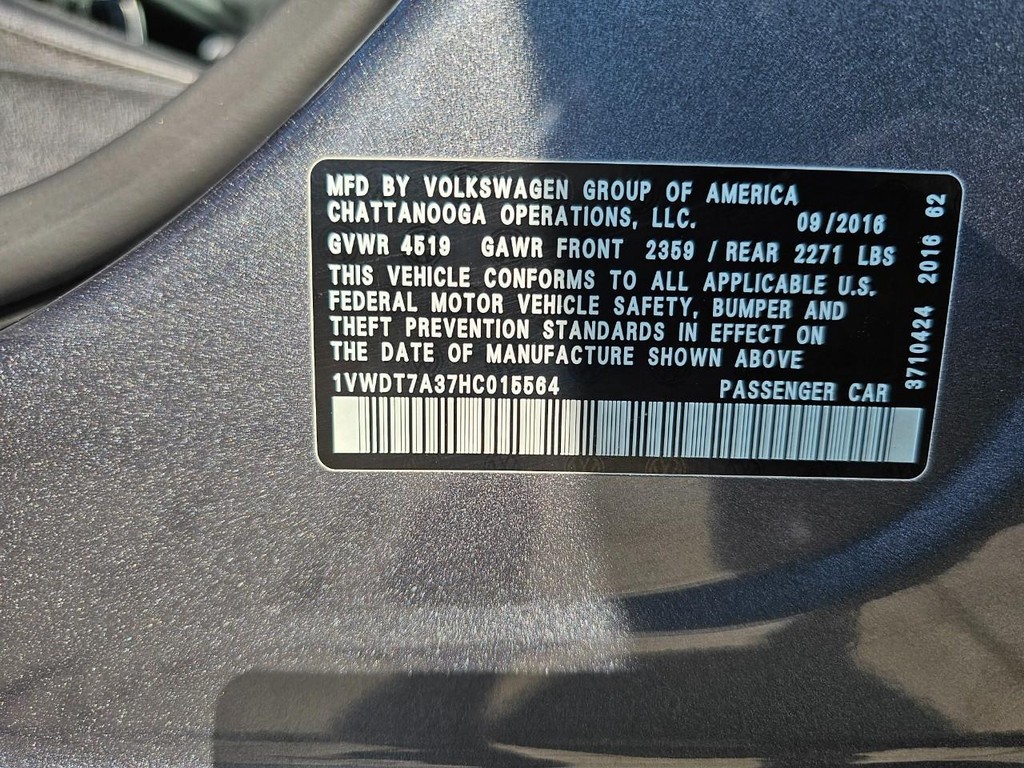 MFD BY VOLKSWAGEN GROUP OF AMERICA
CHATTANOOGA OPERATIONS, LLC. 09/2016
GVWR 4519 GAWR FRONT 2359 / REAR 2271 LBS
THIS VEHICLE CONFORMS TO ALL APPLICABLE U.S.
FEDERAL MOTOR VEHICLE SAFETY, BUMPER AND
THEFT PREVENTION STANDARDS IN EFFECT ON
THE DATE OF MANUFACTURE SHOWN ABOVE
1VWDT7A37HC015564 PASSENGER CAR
3710424 2016 62